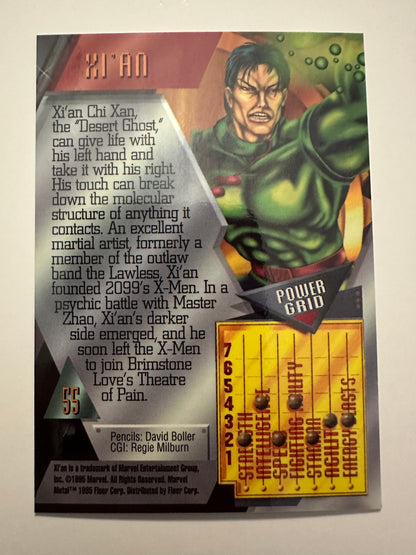 XI'AN
Xi'an Chi Xan,
the "Desert Ghost,"
can give life with
his left hand and
take it with his right.
His touch can break
down the molecular
structure of anything it
contacts. An excellent
martial artist, formerly a
member of the outlaw
band the Lawless, Xi'an
founded 2099's X-Men. In a
psychic battle with Master
Zhao, Xi'an's darker
side emerged, and he
soon left the X-Men
to join Brimstone
Love's Theatre
of Pain.
55
Pencils: David Boller
CGI: Regie Milburn
Xi'an is a trademark of Marvel Entertainment Group,
Inc. ©1995 Marvel. All Rights Reserved. Marvel
Metal™ 1995 Fleer Corp. Distributed by Fleer Corp.
POWER
GRID
7
6
5
4
3
2
1
STRENGTH
INTELLIGENCE
SPEED
FIGHTING ABILITY
STAMINA
AGILITY
ENERGY BLASTS